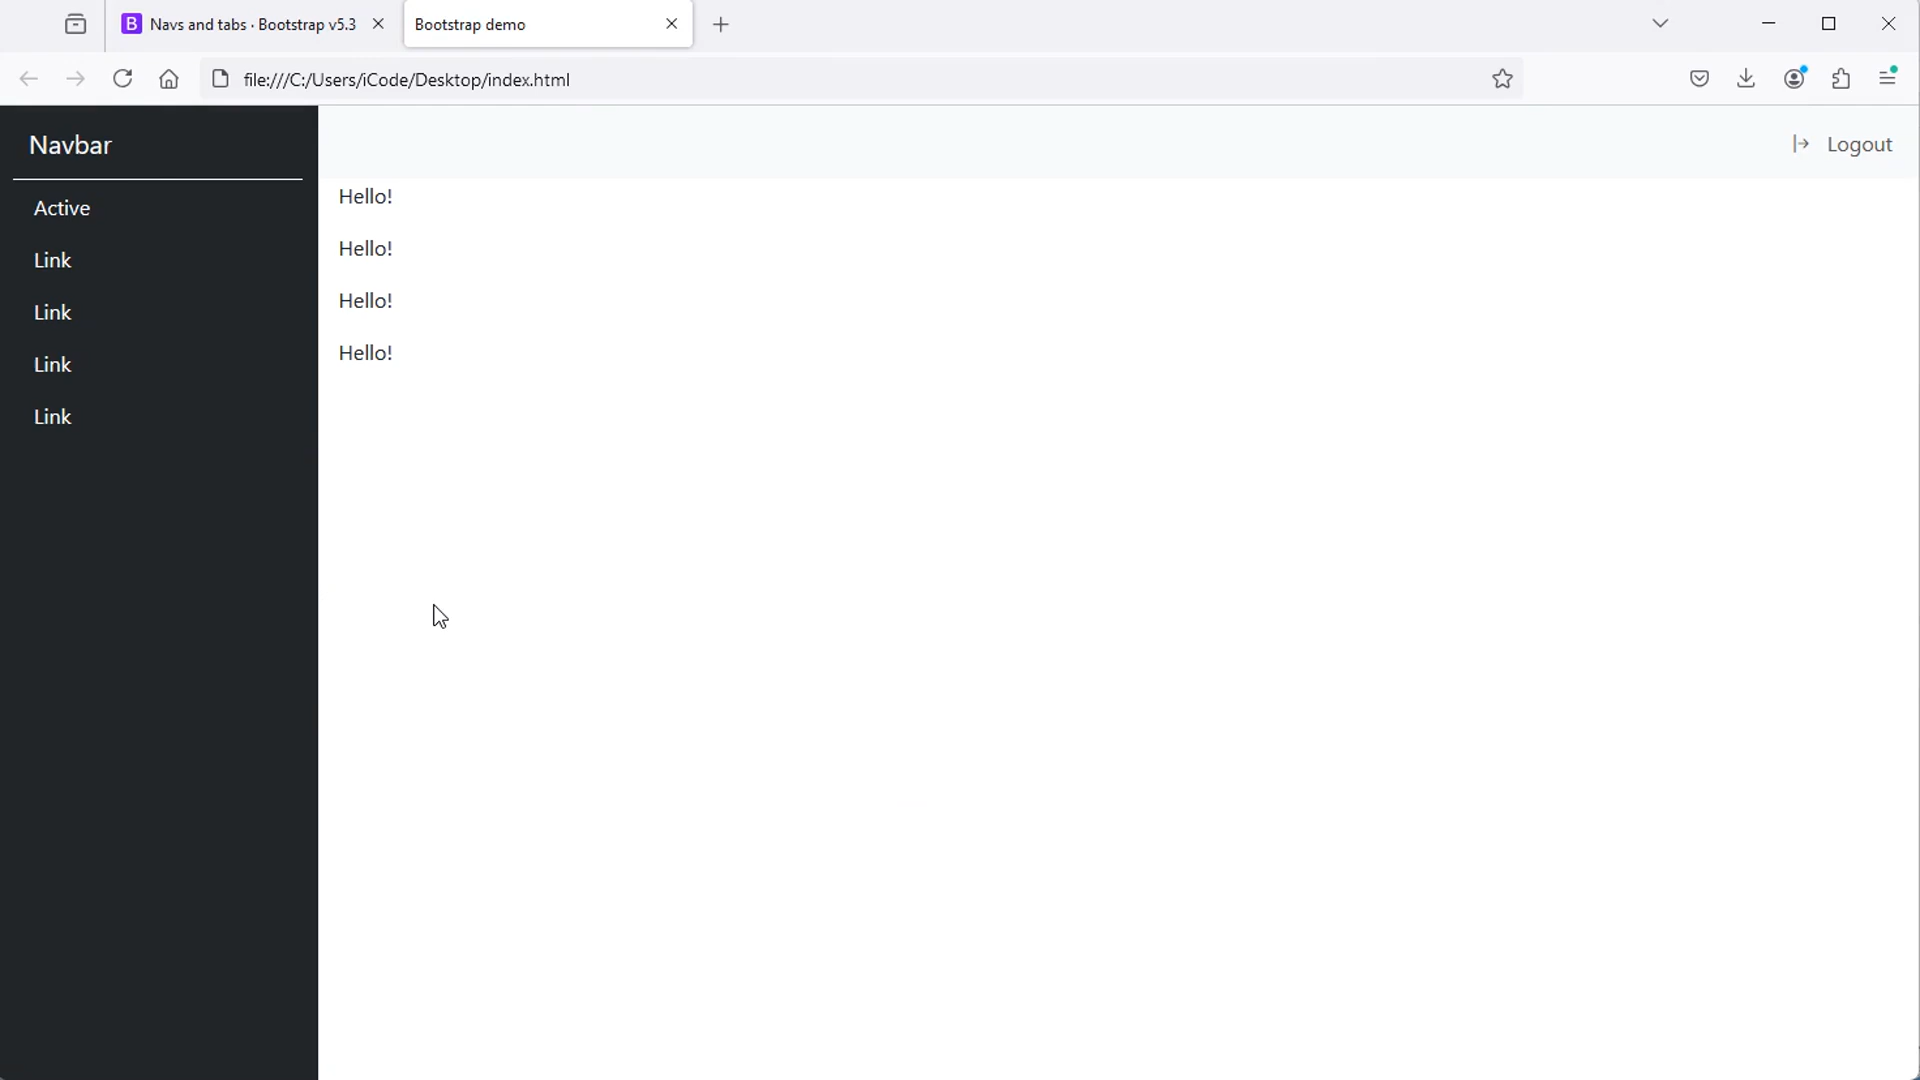 Navs and tabs · Bootstrap v5.3
Bootstrap demo
file:///C:/Users/iCode/Desktop/index.html
Navbar
Logout
Active
Link
Link
Link
Link
Hello!
Hello!
Hello!
Hello!